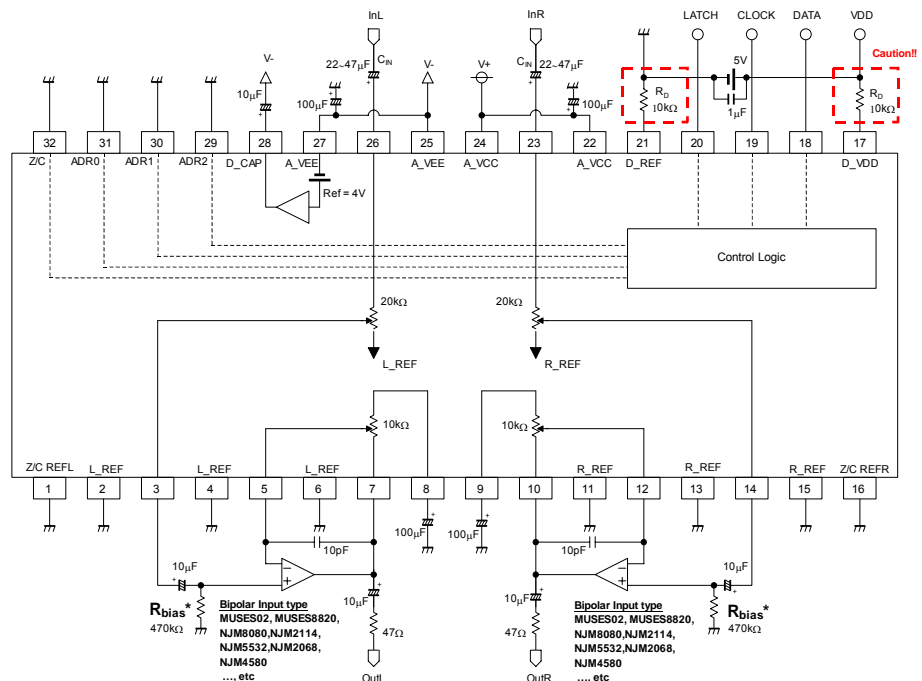 InL InR LATCH CLOCK DATA VDD
Caution!!
V- 22~47μF CIN V- V+ CIN 22~47μF 5V
10μF 100μF 100μF RD 10kΩ 1μF RD 10kΩ
32 31 30 29 28 27 26 25 24 23 22 21 20 19 18 17
Z/C ADR0 ADR1 ADR2 D_CAP A_VEE A_VEE A_VCC A_VCC D_REF D_VDD
Ref = 4V
Control Logic
20kΩ 20kΩ
L_REF R_REF
10kΩ 10kΩ
Z/C REFL L_REF L_REF L_REF R_REF R_REF R_REF Z/C REFR
1 2 3 4 5 6 7 8 9 10 11 12 13 14 15 16
100μF 100μF
10pF 10pF
10μF − + − + 10μF
Rbias* 10μF 10μF Rbias*
470kΩ 47Ω 47Ω 470kΩ
Bipolar Input type
MUSES02, MUSES8820,
NJM8080,NJM2114,
NJM5532,NJM2068,
NJM4580
…, etc
Bipolar Input type
MUSES02, MUSES8820,
NJM8080,NJM2114,
NJM5532,NJM2068,
NJM4580
…, etc
OutL OutR